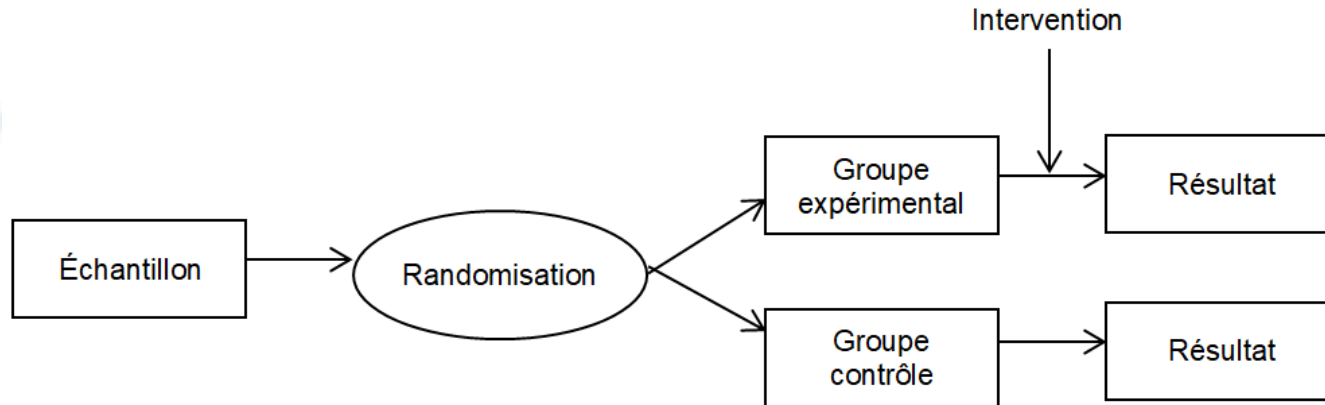 Intervention
Groupe
expérimental
Résultat
Échantillon
Randomisation
Groupe
contrôle
Résultat